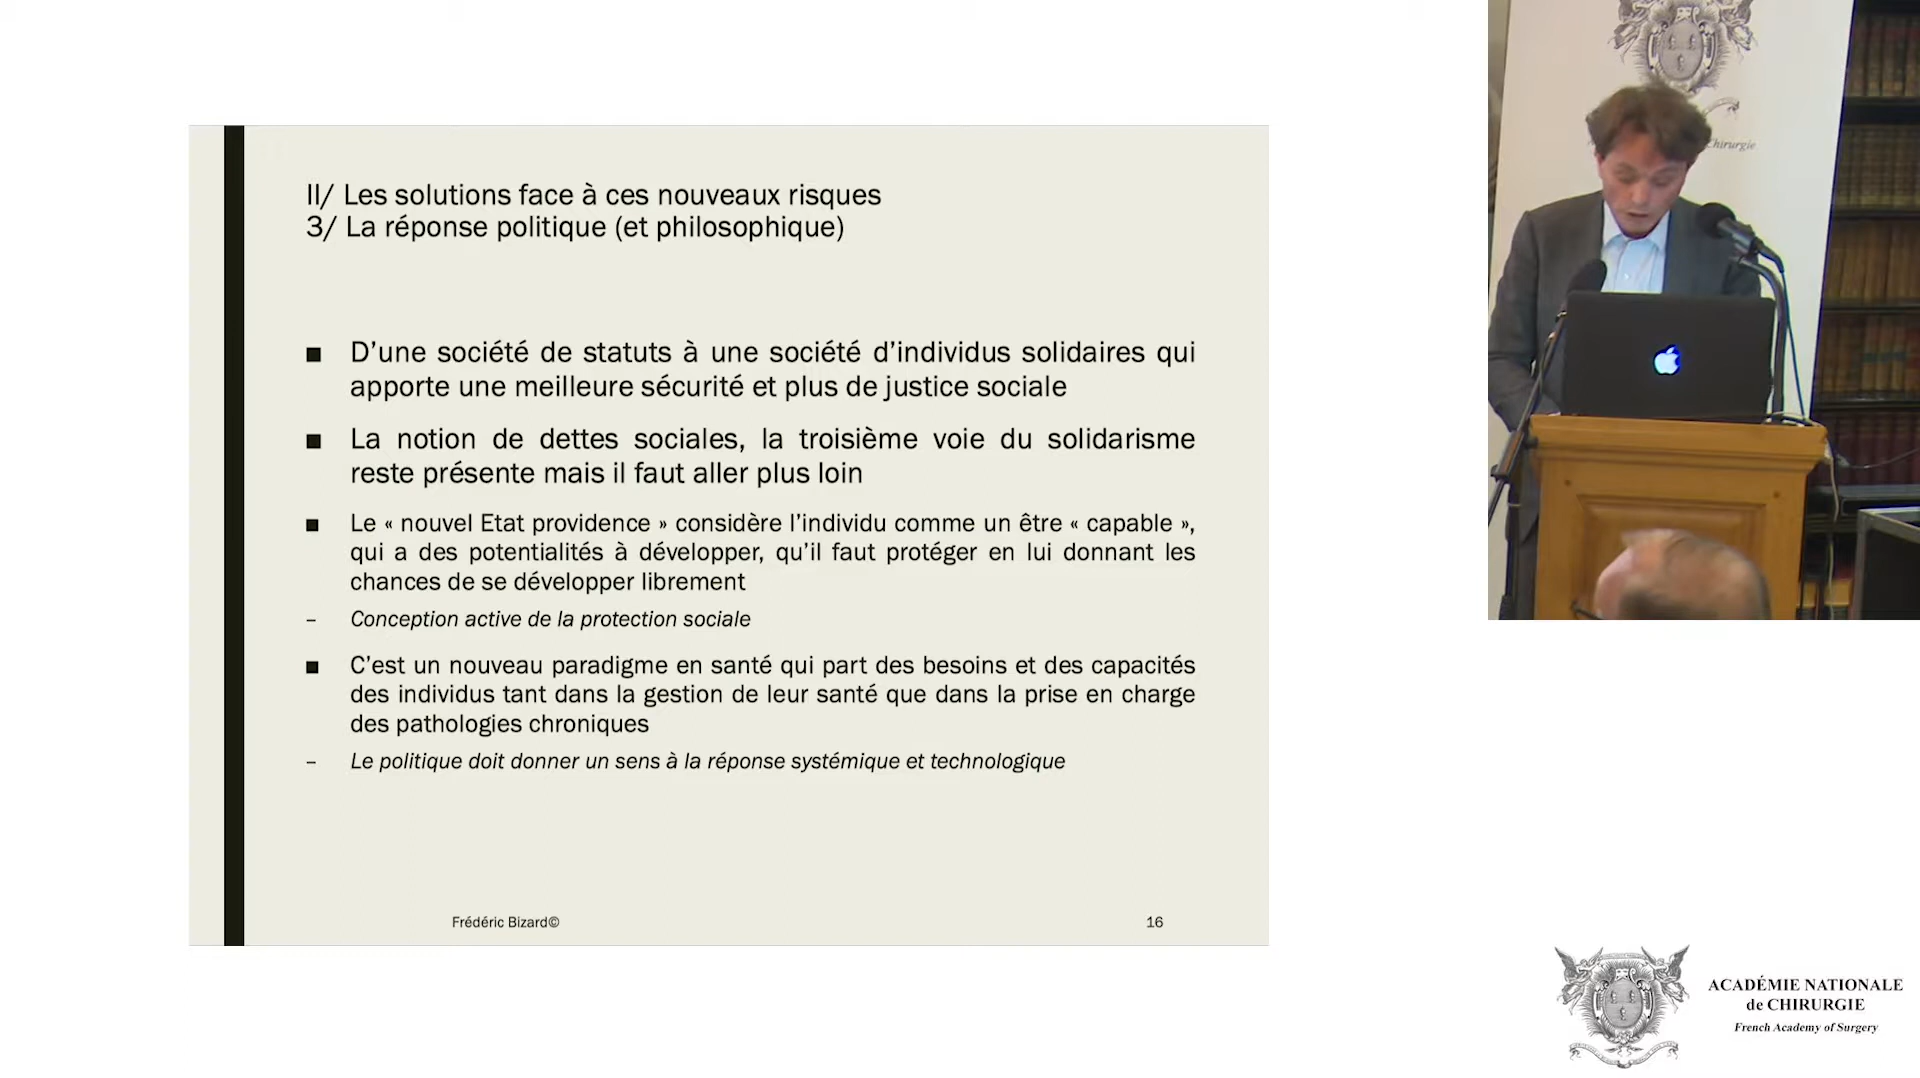 II/ Les solutions face à ces nouveaux risques
3/ La réponse politique (et philosophique)
■ D’une société de statuts à une société d’individus solidaires qui
apporte une meilleure sécurité et plus de justice sociale
■ La notion de dettes sociales, la troisième voie du solidarisme
reste présente mais il faut aller plus loin
■ Le « nouvel Etat providence » considère l’individu comme un être « capable »,
qui a des potentialités à développer, qu’il faut protéger en lui donnant les
chances de se développer librement
– Conception active de la protection sociale
■ C’est un nouveau paradigme en santé qui part des besoins et des capacités
des individus tant dans la gestion de leur santé que dans la prise en charge
des pathologies chroniques
– Le politique doit donner un sens à la réponse systémique et technologique
Frédéric Bizard©
16
Chirurgie
ACADÉMIE NATIONALE
de CHIRURGIE
French Academy of Surgery